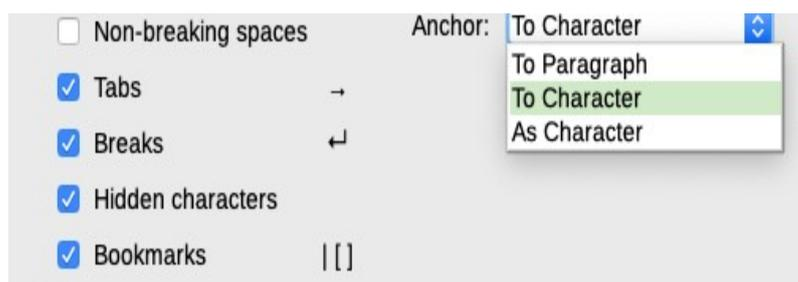 Non-breaking spaces
Anchor: To Character
To Paragraph
To Character
As Character
Tabs →
Breaks ↵
Hidden characters
Bookmarks |[]